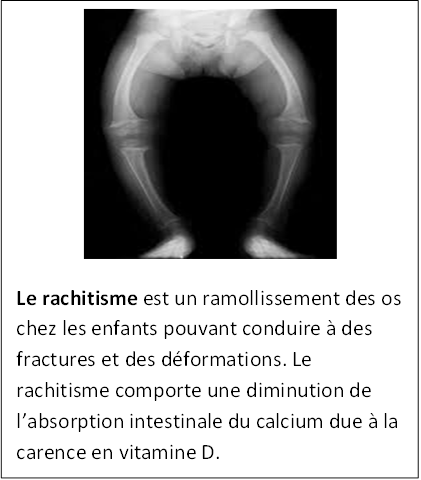 Le rachitisme est un ramollissement des os
chez les enfants pouvant conduire à des
fractures et des déformations. Le
rachitisme comporte une diminution de
l’absorption intestinale du calcium due à la
carence en vitamine D.